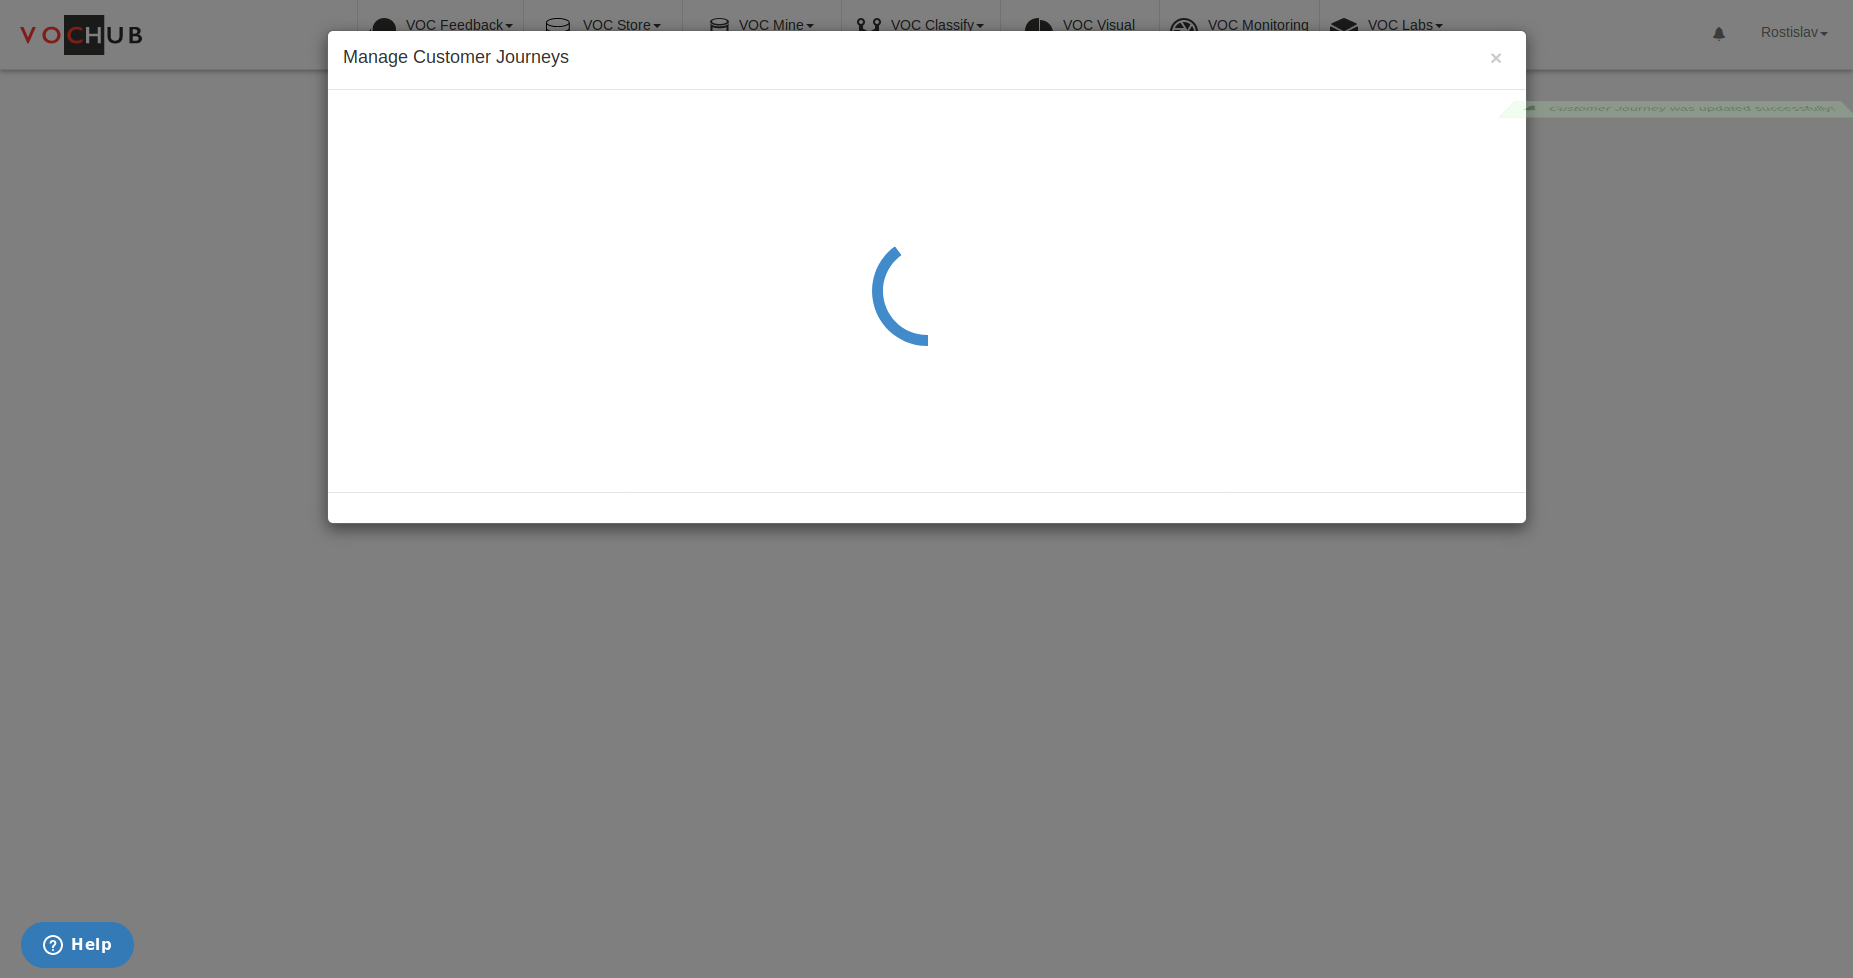 VOCHUB
VOC Feedback
VOC Store
VOC Mine
VOC Classify
VOC Visual
VOC Monitoring
VOC Labs
Rostislav
Manage Customer Journeys
×
Customer Journey was updated successfully.
Help